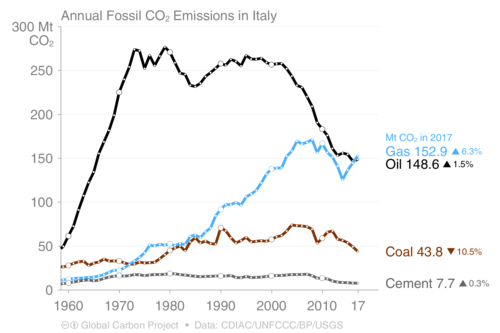 Annual Fossil CO₂ Emissions in Italy
300 Mt
CO₂
250
200
150
100
50
0
1960
1970
1980
1990
2000
2010
17
Mt CO₂ in 2017
Gas 152.9 ▲ 6.3%
Oil 148.6 ▲ 1.5%
Coal 43.8 ▼ 10.5%
Cement 7.7 ▲ 0.3%
Global Carbon Project • Data: CDIAC/UNFCCC/BP/USGS